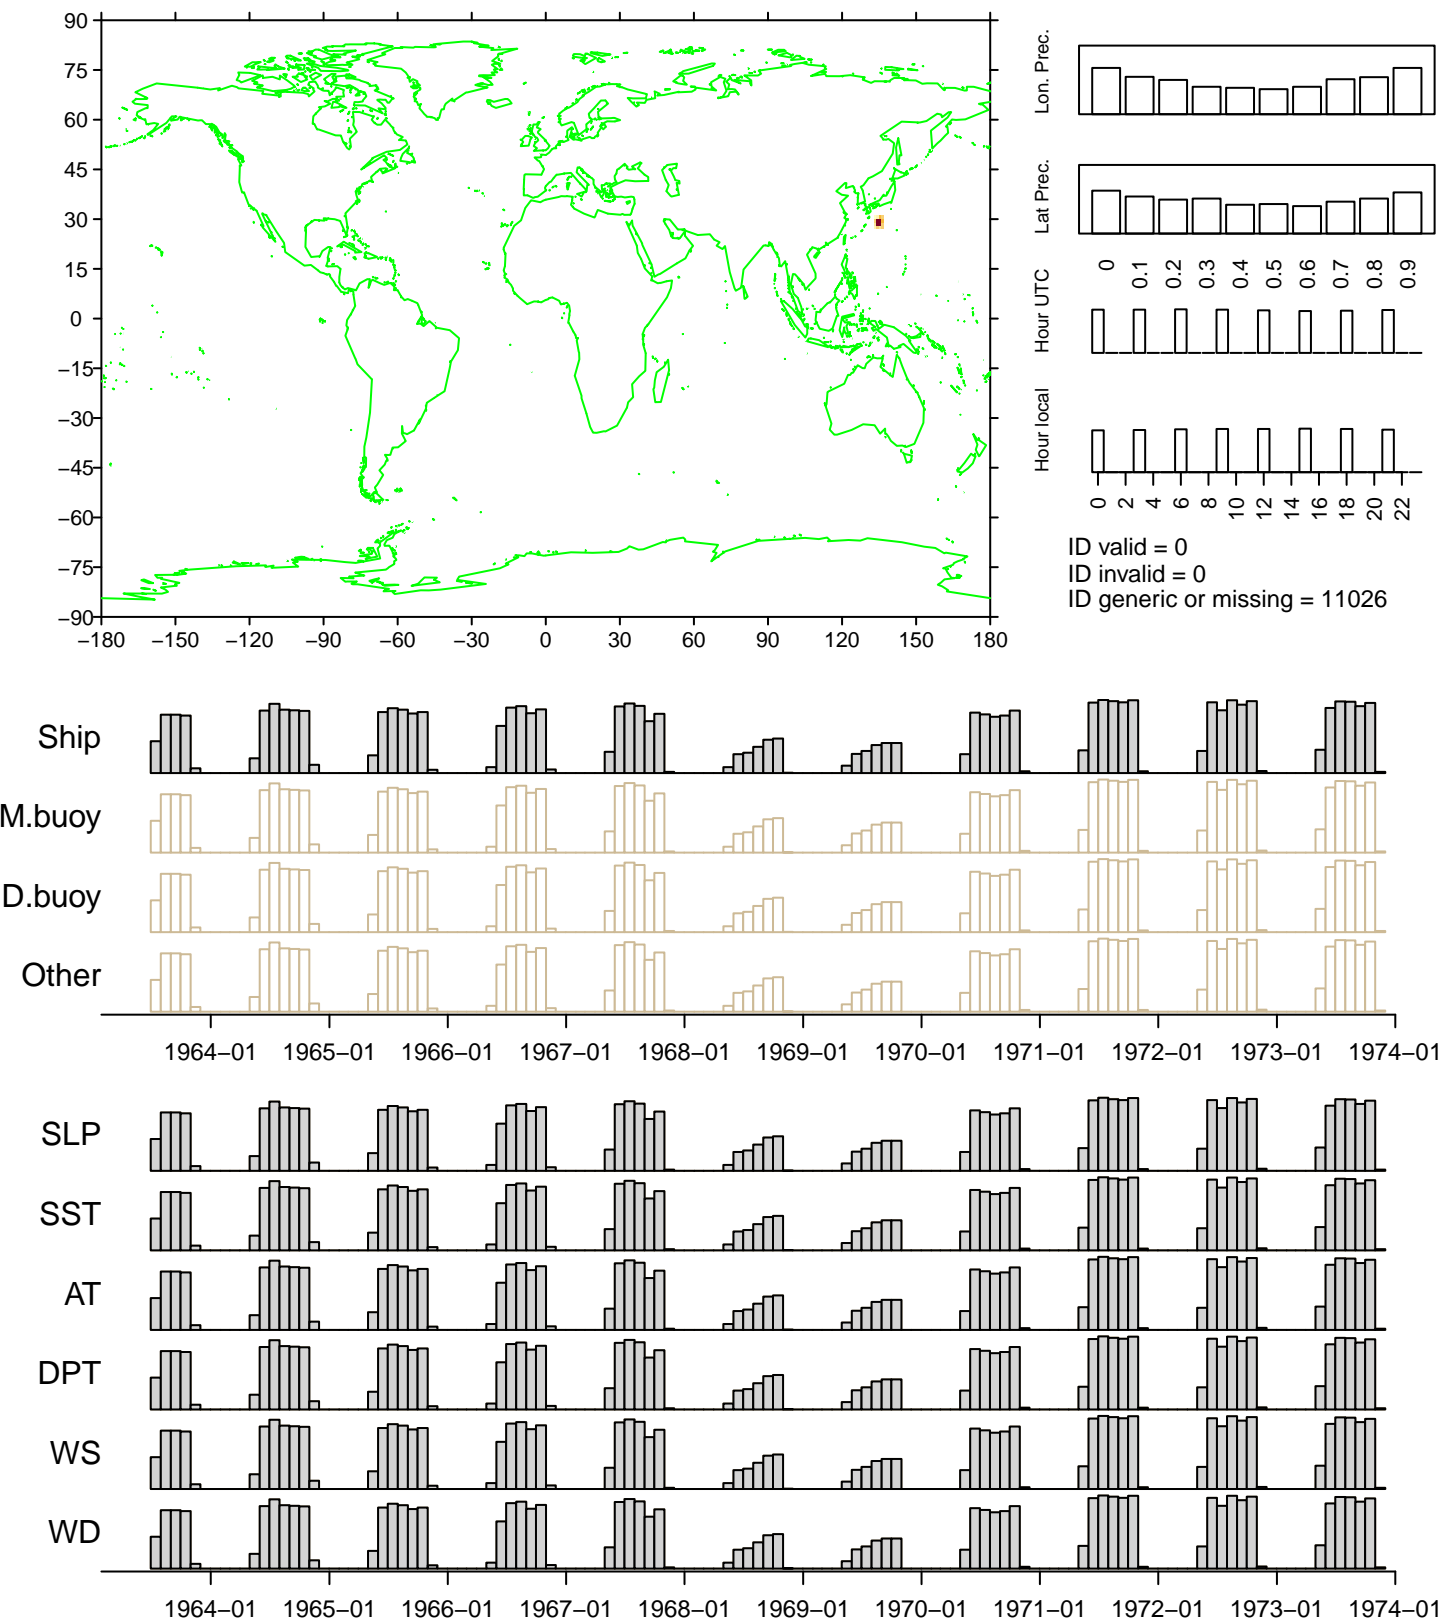 90
75
60
45
30
15
0
−15
−30
−45
−60
−75
−90
−180 −150 −120 −90 −60 −30 0 30 60 90 120 150 180
Lon. Prec.
Lat Prec.
0 0.1 0.2 0.3 0.4 0.5 0.6 0.7 0.8 0.9
Hour UTC
Hour local
0 2 4 6 8 10 12 14 16 18 20 22
ID valid = 0
ID invalid = 0
ID generic or missing = 11026
Ship
M.buoy
D.buoy
Other
1964−01 1965−01 1966−01 1967−01 1968−01 1969−01 1970−01 1971−01 1972−01 1973−01 1974−01
SLP
SST
AT
DPT
WS
WD
1964−01 1965−01 1966−01 1967−01 1968−01 1969−01 1970−01 1971−01 1972−01 1973−01 1974−01